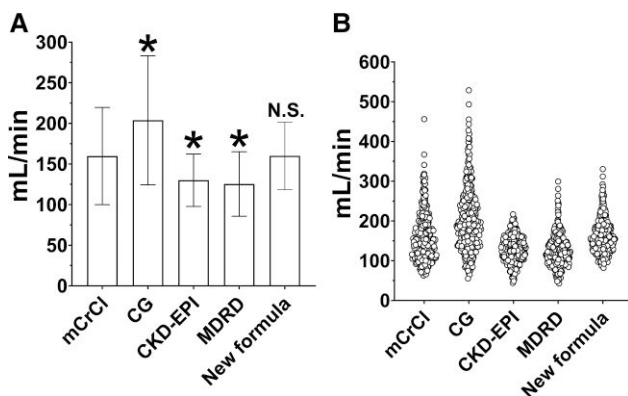 A
mL/min
300
250
200
150
100
50
0
*
*
*
N.S.
mCrCl
CG
CKD-EPI
MDRD
New formula
B
mL/min
600
500
400
300
200
100
0
mCrCl
CG
CKD-EPI
MDRD
New formula